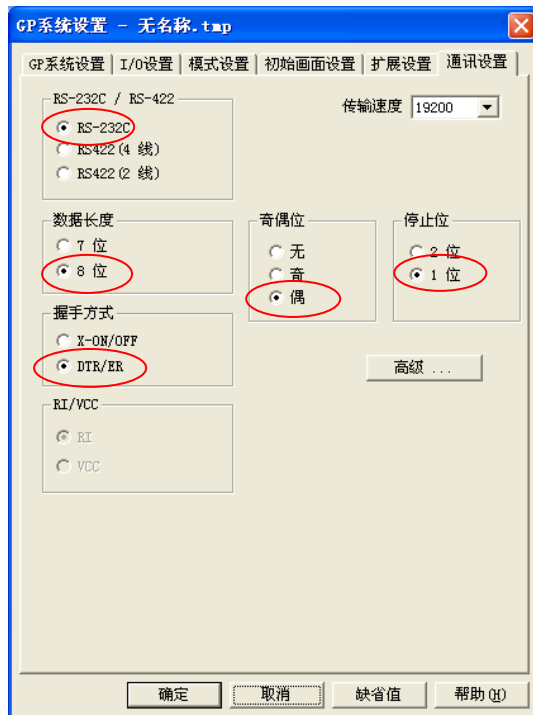 GP系统设置 - 无名称.tmp
GP系统设置 I/O设置 模式设置 初始画面设置 扩展设置 通讯设置
RS-232C / RS-422
RS-232C
RS422(4 线)
RS422(2 线)
传输速度 19200
数据长度
7 位
8 位
奇偶位
无
奇
偶
停止位
2 位
1 位
握手方式
X-ON/OFF
DTR/ER
高级 ...
RI/VCC
RI
VCC
确定 取消 缺省值 帮助(H)